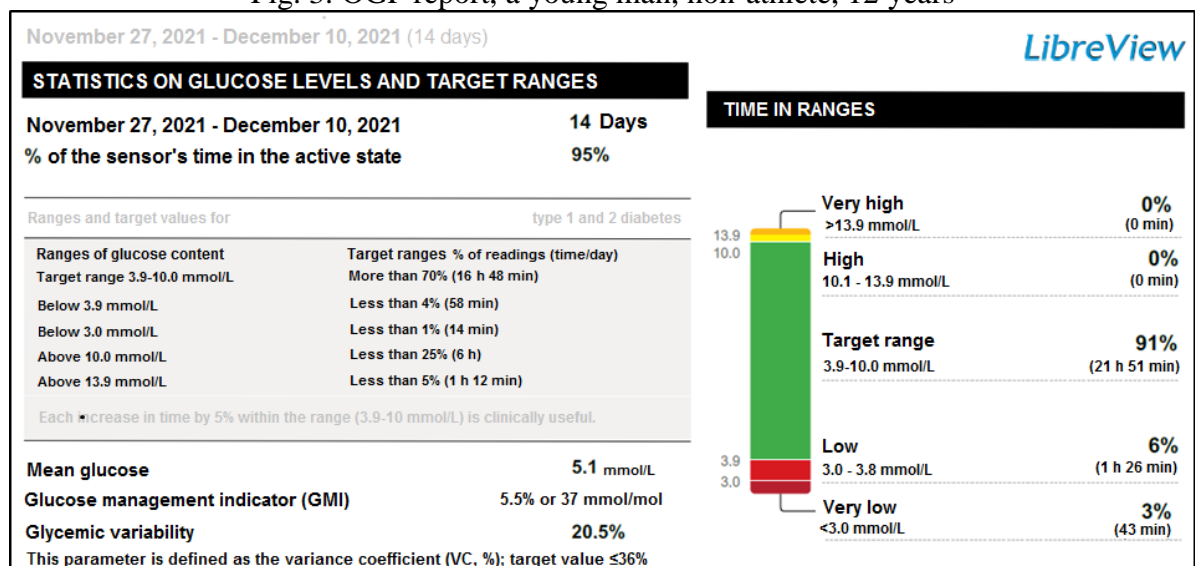 Fig. 3. OGP report, a young man, non-athlete, 12 years
November 27, 2021 - December 10, 2021 (14 days)
LibreView
STATISTICS ON GLUCOSE LEVELS AND TARGET RANGES
November 27, 2021 - December 10, 2021 14 Days
% of the sensor's time in the active state 95%
Ranges and target values for type 1 and 2 diabetes
Ranges of glucose content Target ranges % of readings (time/day)
Target range 3.9-10.0 mmol/L More than 70% (16 h 48 min)
Below 3.9 mmol/L Less than 4% (58 min)
Below 3.0 mmol/L Less than 1% (14 min)
Above 10.0 mmol/L Less than 25% (6 h)
Above 13.9 mmol/L Less than 5% (1 h 12 min)
Each increase in time by 5% within the range (3.9-10 mmol/L) is clinically useful.
Mean glucose 5.1 mmol/L
Glucose management indicator (GMI) 5.5% or 37 mmol/mol
Glycemic variability 20.5%
This parameter is defined as the variance coefficient (VC, %); target value ≤36%
TIME IN RANGES
13.9
10.0
3.9
3.0
Very high 0%
>13.9 mmol/L (0 min)
High 0%
10.1 - 13.9 mmol/L (0 min)
Target range 91%
3.9-10.0 mmol/L (21 h 51 min)
Low 6%
3.0 - 3.8 mmol/L (1 h 26 min)
Very low 3%
<3.0 mmol/L (43 min)